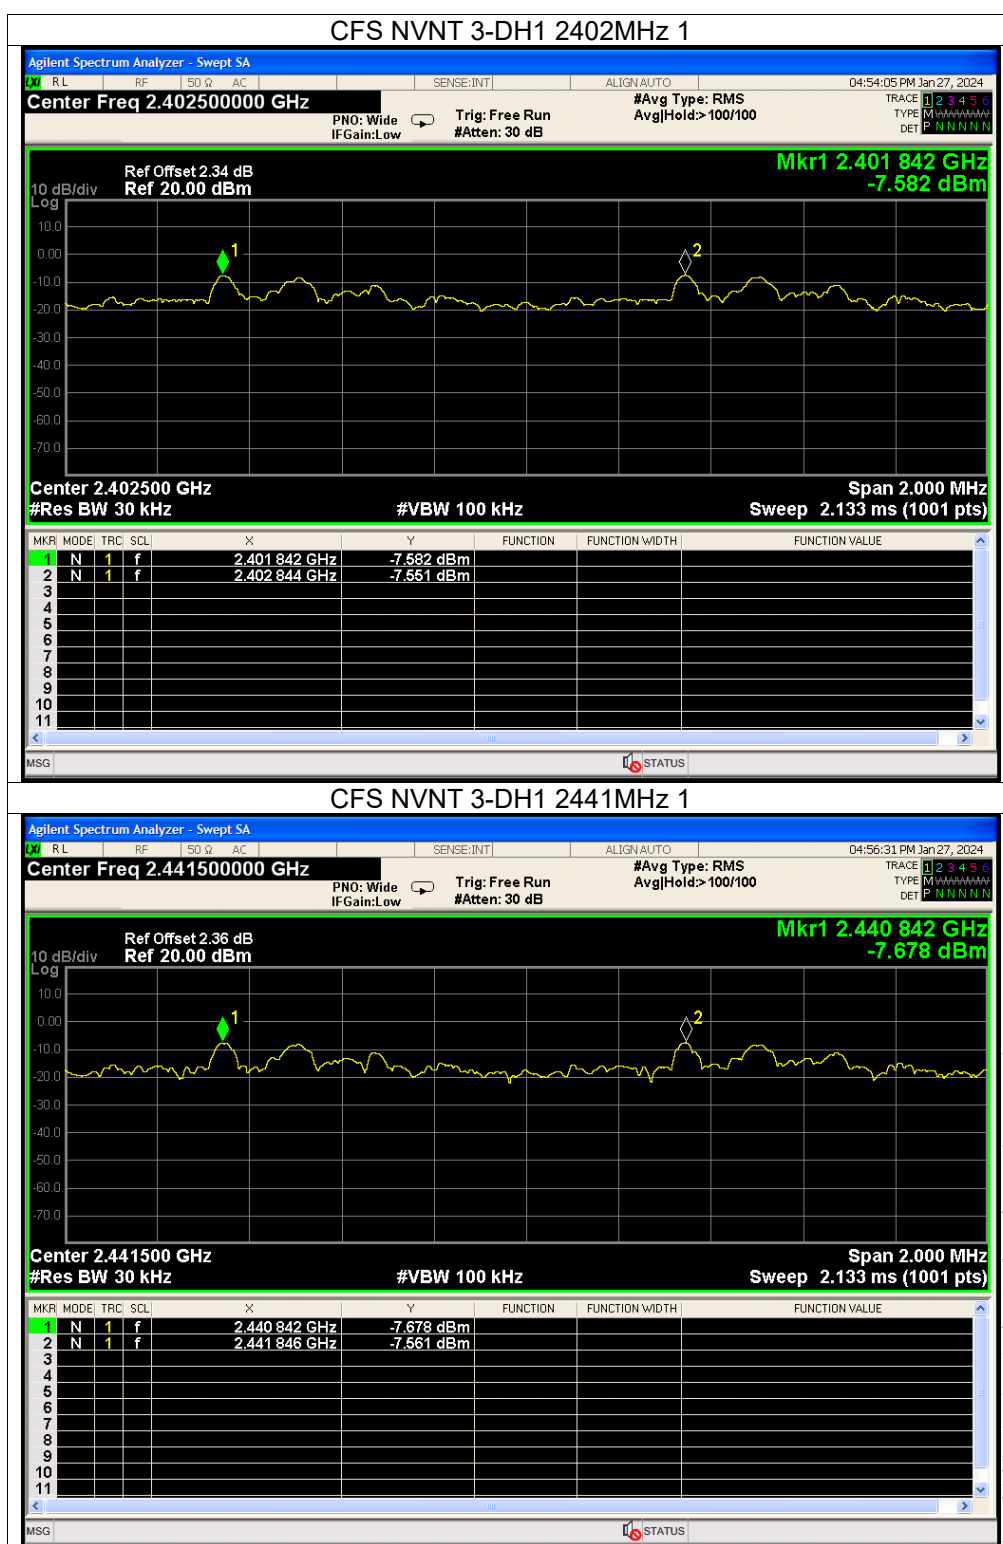 CFS NVNT 3-DH1 2402MHz 1
Agilent Spectrum Analyzer - Swept SA
LXI RL RF 50 Ω AC SENSE:INT ALIGN AUTO 04:54:05 PM Jan 27, 2024
Center Freq 2.402500000 GHz #Avg Type: RMS TRACE 1 2 3 4 5 6
PNO: Wide Trig: Free Run Avg|Hold:>100/100 TYPE M
IFGain:Low #Atten: 30 dB DET P N N N N N
Mkr1 2.401 842 GHz
Ref Offset 2.34 dB
-7.582 dBm
10 dB/div Ref 20.00 dBm
Log
10.0
1 2
0.00
-10.0
-20.0
-30.0
-40.0
-50.0
-60.0
-70.0
Center 2.402500 GHz Span 2.000 MHz
#Res BW 30 kHz #VBW 100 kHz Sweep 2.133 ms (1001 pts)
MKR MODE TRC SCL X Y FUNCTION FUNCTION WIDTH FUNCTION VALUE
1 N 1 f 2.401 842 GHz -7.582 dBm
2 N 1 f 2.402 844 GHz -7.551 dBm
3
4
5
6
7
8
9
10
11
MSG STATUS
CFS NVNT 3-DH1 2441MHz 1
Agilent Spectrum Analyzer - Swept SA
LXI RL RF 50 Ω AC SENSE:INT ALIGN AUTO 04:56:31 PM Jan 27, 2024
Center Freq 2.441500000 GHz #Avg Type: RMS TRACE 1 2 3 4 5 6
PNO: Wide Trig: Free Run Avg|Hold:>100/100 TYPE M
IFGain:Low #Atten: 30 dB DET P N N N N N
Mkr1 2.440 842 GHz
Ref Offset 2.36 dB
-7.678 dBm
10 dB/div Ref 20.00 dBm
Log
10.0
1 2
0.00
-10.0
-20.0
-30.0
-40.0
-50.0
-60.0
-70.0
Center 2.441500 GHz Span 2.000 MHz
#Res BW 30 kHz #VBW 100 kHz Sweep 2.133 ms (1001 pts)
MKR MODE TRC SCL X Y FUNCTION FUNCTION WIDTH FUNCTION VALUE
1 N 1 f 2.440 842 GHz -7.678 dBm
2 N 1 f 2.441 846 GHz -7.561 dBm
3
4
5
6
7
8
9
10
11
MSG STATUS